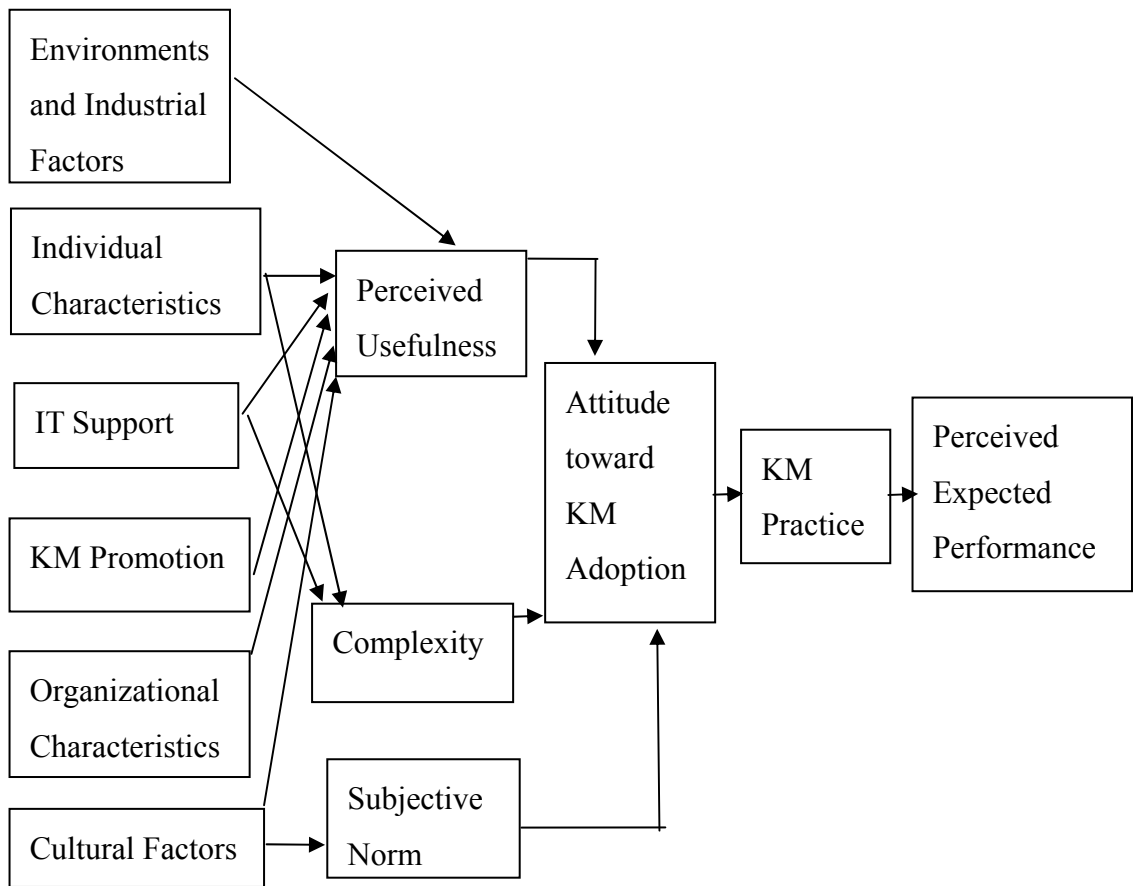 Environments
and Industrial
Factors
Individual
Characteristics
IT Support
KM Promotion
Organizational
Characteristics
Cultural Factors
Perceived
Usefulness
Complexity
Subjective
Norm
Attitude
toward
KM
Adoption
KM
Practice
Perceived
Expected
Performance